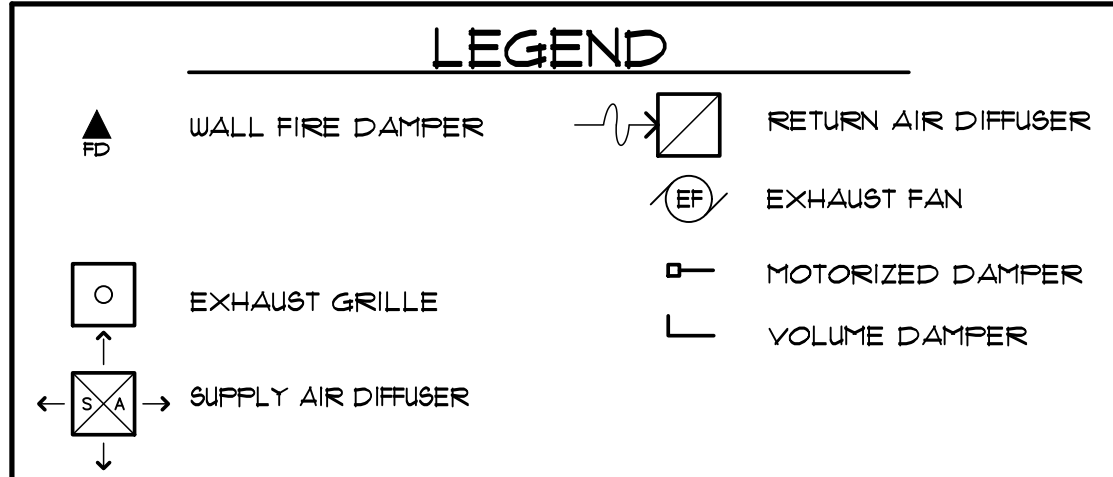 LEGEND
FD
WALL FIRE DAMPER
EXHAUST GRILLE
S A
SUPPLY AIR DIFFUSER
RETURN AIR DIFFUSER
EF
EXHAUST FAN
MOTORIZED DAMPER
VOLUME DAMPER